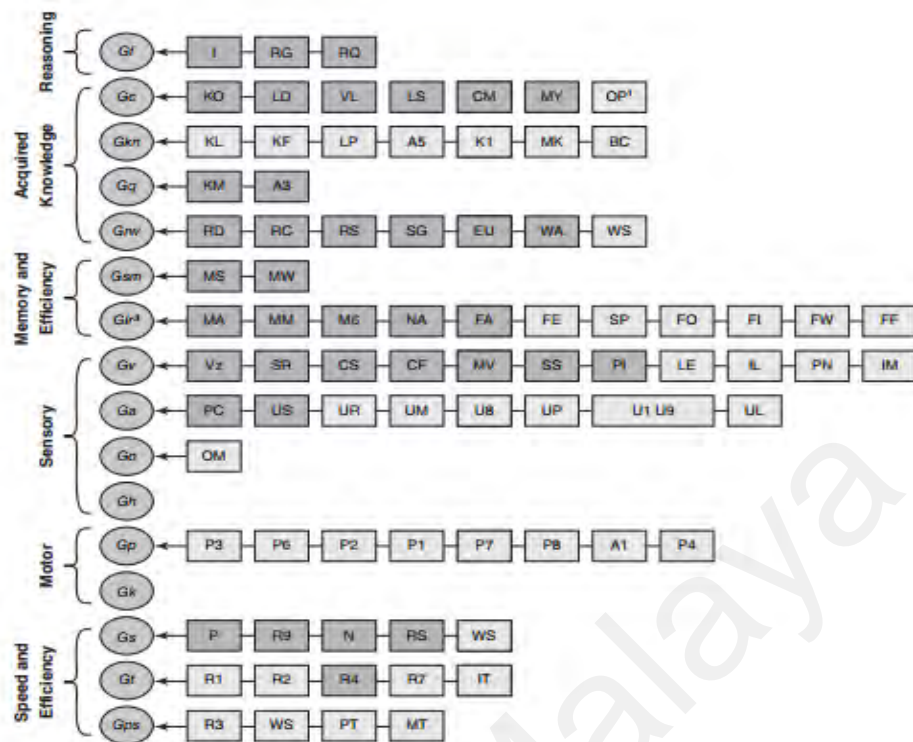 Reasoning
Gf I RG RQ
Acquired Knowledge
Gc KO LD VL LS CM MY OP¹
Gkn KL KF LP A5 K1 MK BC
Gq KM A3
Grw RD RC RS SG EU WA WS
Memory and Efficiency
Gsm MS MW
Glrᵃ MA MM M6 NA FA FE SP FO FI FW FF
Sensory
Gv Vz SR CS CF MV SS PI LE IL PN IM
Ga PC US UR UM U8 UP U1 U9 UL
Go OM
Gh
Motor
Gp P3 P6 P2 P1 P7 P8 A1 P4
Gk
Speed and Efficiency
Gs P R9 N RS WS
Gt R1 R2 R4 R7 IT
Gps R3 WS PT MT
Malaya